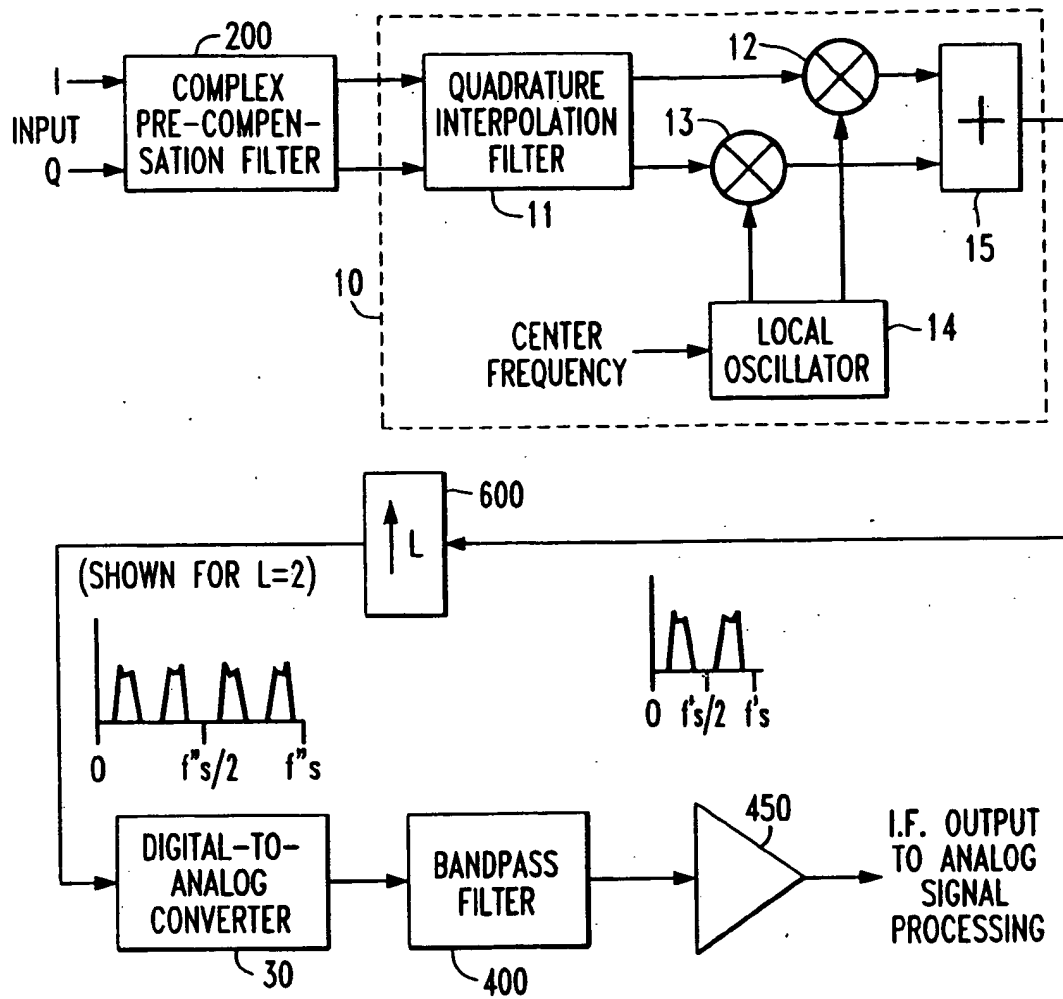 200
I
INPUT
Q
COMPLEX
PRE-COMPEN-
SATION FILTER
QUADRATURE
INTERPOLATION
FILTER
11
12
13
+
15
10
CENTER
FREQUENCY
LOCAL
OSCILLATOR
14
600
↑ L
(SHOWN FOR L=2)
0
f"s/2
f"s
0
f's/2
f's
DIGITAL-TO-
ANALOG
CONVERTER
30
BANDPASS
FILTER
400
450
I.F. OUTPUT
TO ANALOG
SIGNAL
PROCESSING